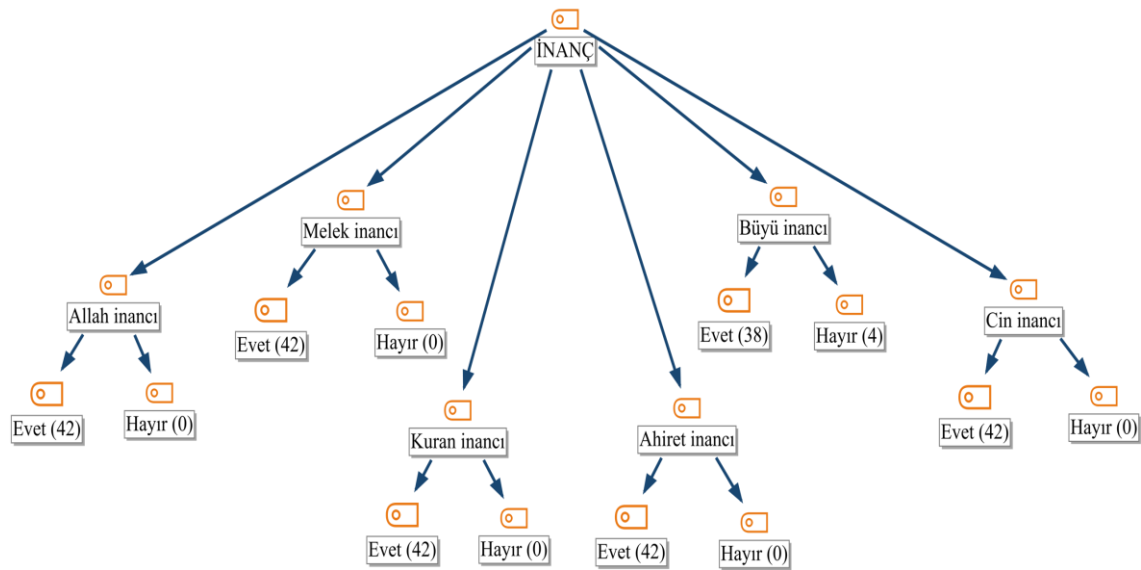 İNANÇ
Melek inancı
Evet (42)
Hayır (0)
Büyü inancı
Evet (38)
Hayır (4)
Allah inancı
Evet (42)
Hayır (0)
Cin inancı
Evet (42)
Hayır (0)
Kuran inancı
Evet (42)
Hayır (0)
Ahiret inancı
Evet (42)
Hayır (0)